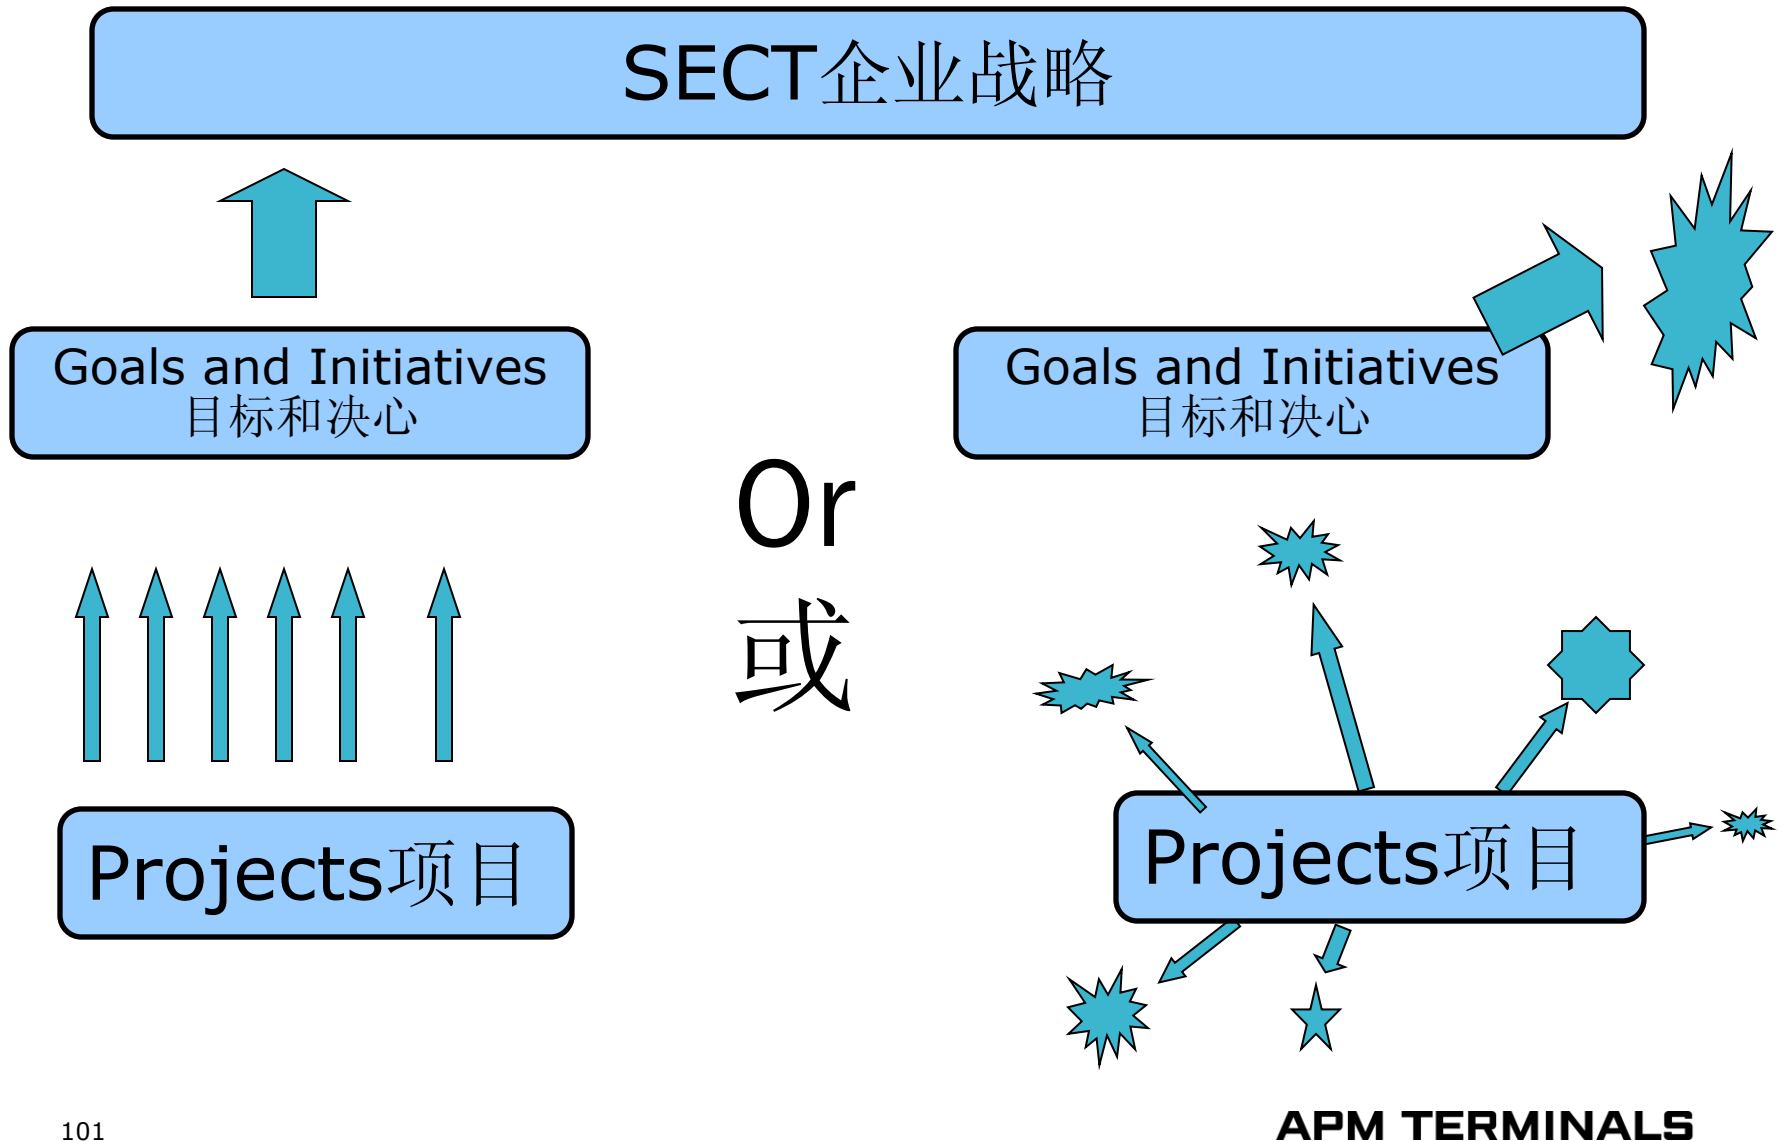 SECT企业战略
Goals and Initiatives
目标和决心
Goals and Initiatives
目标和决心
Or
或
Projects项目
Projects项目
101
APM TERMINALS